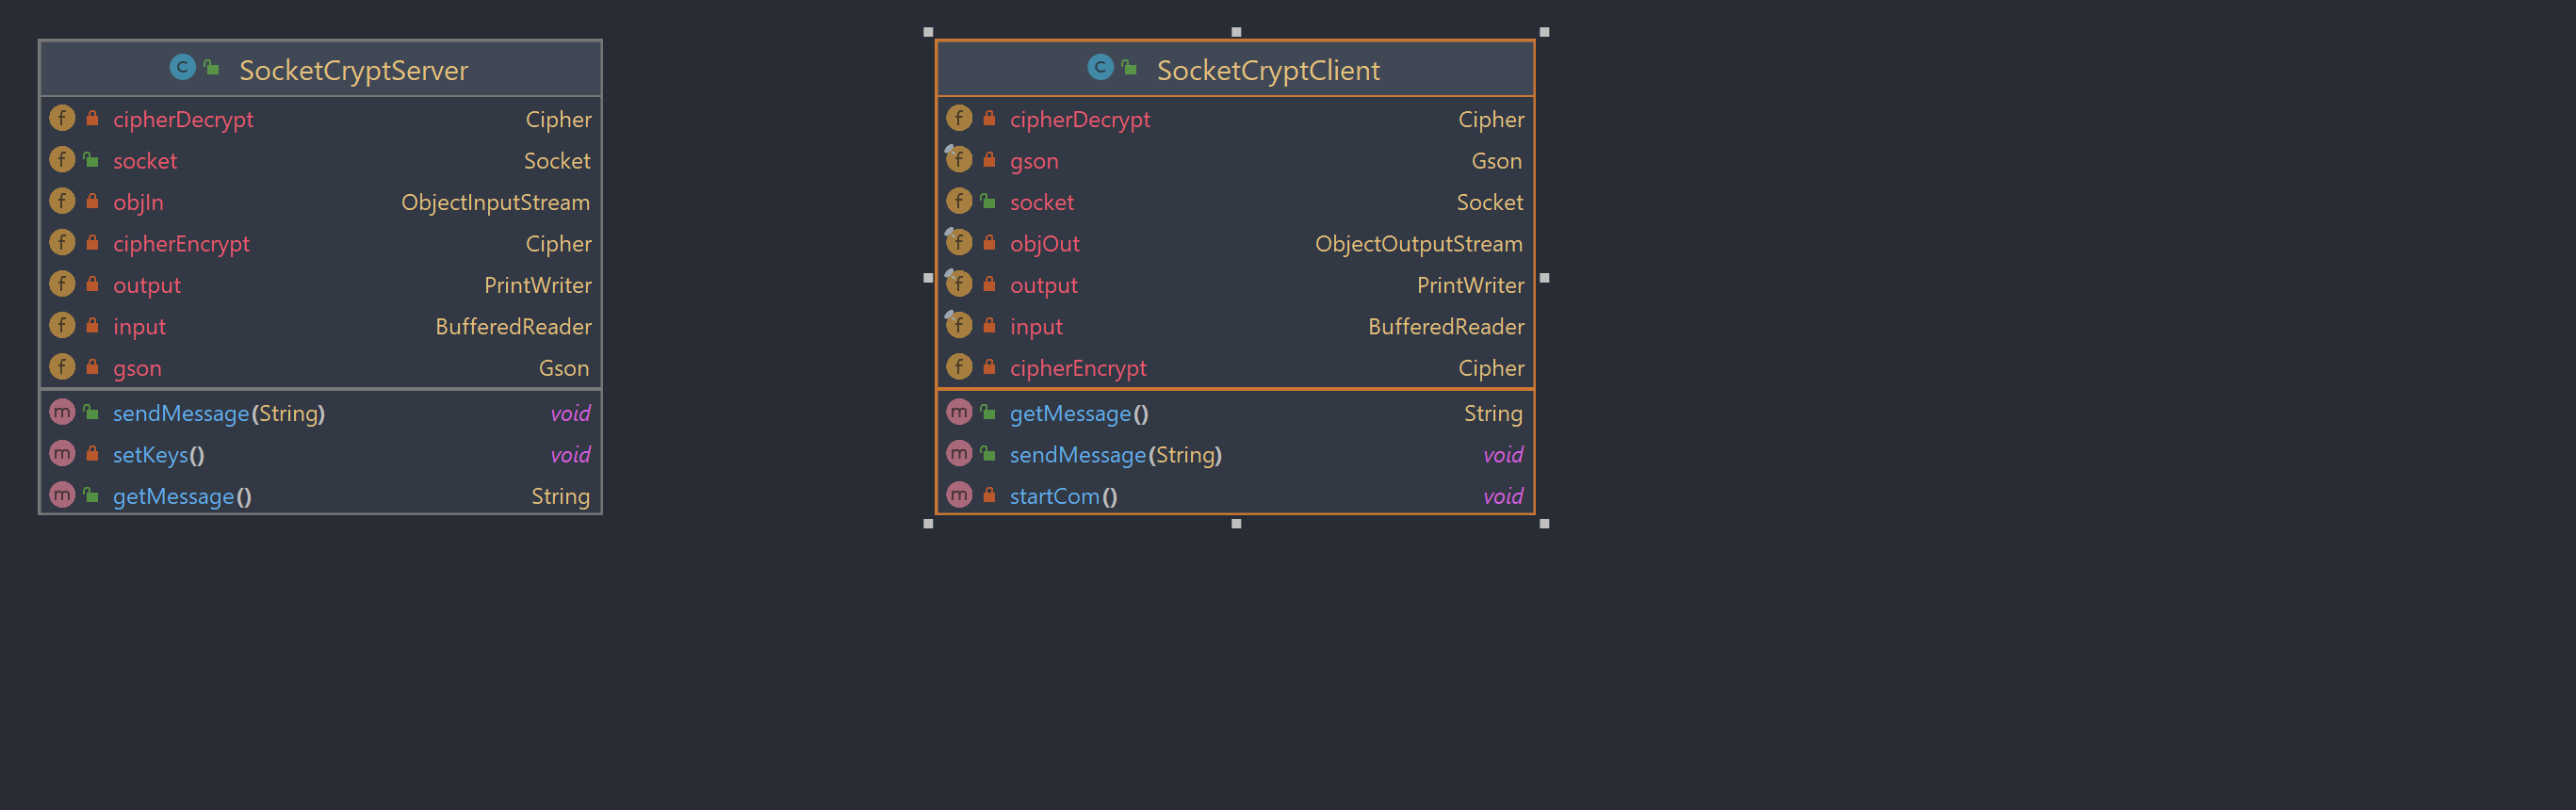 C SocketCryptServer
f cipherDecrypt Cipher
f socket Socket
f objIn ObjectInputStream
f cipherEncrypt Cipher
f output PrintWriter
f input BufferedReader
f gson Gson
m sendMessage(String) void
m setKeys() void
m getMessage() String
C SocketCryptClient
f cipherDecrypt Cipher
f gson Gson
f socket Socket
f objOut ObjectOutputStream
f output PrintWriter
f input BufferedReader
f cipherEncrypt Cipher
m getMessage() String
m sendMessage(String) void
m startCom() void